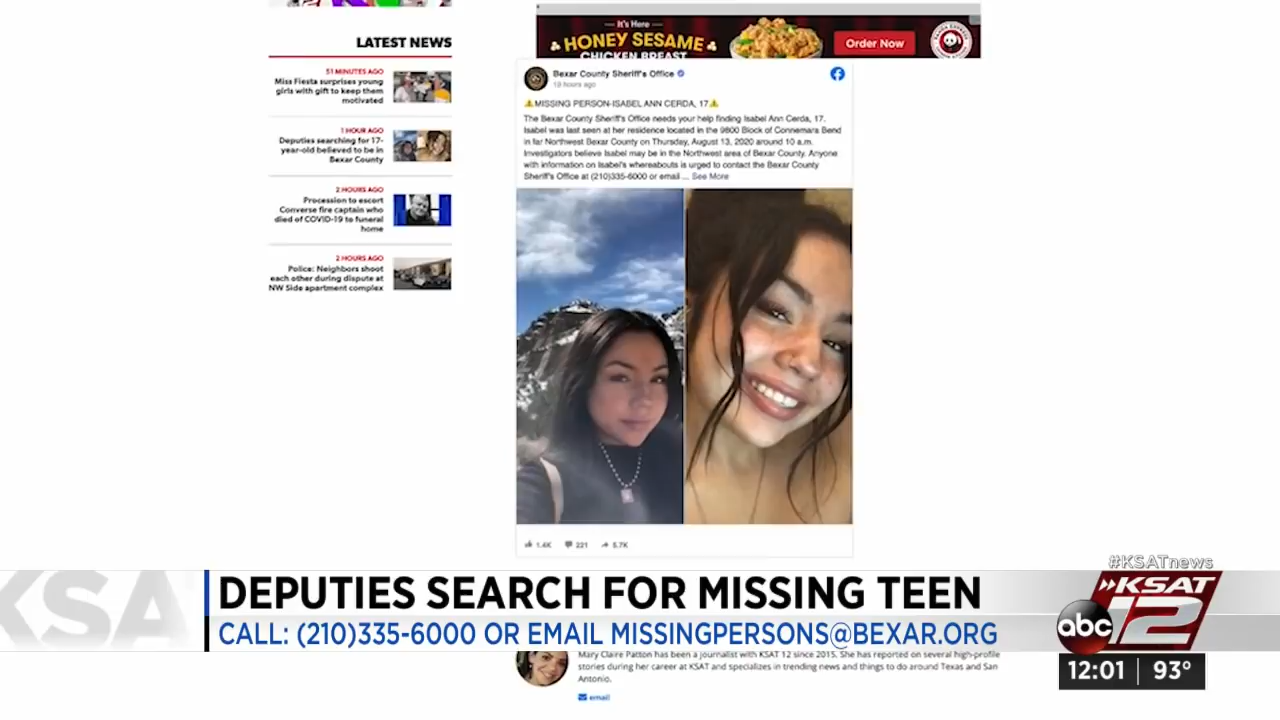 LATEST NEWS
51 MINUTES AGO
Miss Fiesta surprises young
girls with gift to keep them
motivated
1 HOUR AGO
Deputies searching for 17-
year-old believed to be in
Bexar County
2 HOURS AGO
Procession to escort
Converse fire captain who
died of COVID-19 to funeral
home
2 HOURS AGO
Police: Neighbors shoot
each other during dispute at
NW Side apartment complex
It's Here
HONEY SESAME
CHICKEN BREAST
Order Now
Bexar County Sheriff's Office
19 hours ago
⚠MISSING PERSON-ISABEL ANN CERDA, 17⚠
The Bexar County Sheriff's Office needs your help finding Isabel Ann Cerda, 17.
Isabel was last seen at her residence located in the 9800 Block of Connemara Bend
in far Northwest Bexar County on Thursday, August 13, 2020 around 10 a.m.
Investigators believe Isabel may be in the Northwest area of Bexar County. Anyone
with information on Isabel's whereabouts is urged to contact the Bexar County
Sheriff's Office at (210)335-6000 or email ... See More
1.4K 221 5.7K
#KSATnews
KSA
DEPUTIES SEARCH FOR MISSING TEEN
CALL: (210)335-6000 OR EMAIL MISSINGPERSONS@BEXAR.ORG
KSAT
abc 12
12:01 93°
Mary Claire Patton has been a journalist with KSAT 12 since 2015. She has reported on several high-profile
stories during her career at KSAT and specializes in trending news and things to do around Texas and San
Antonio.
email